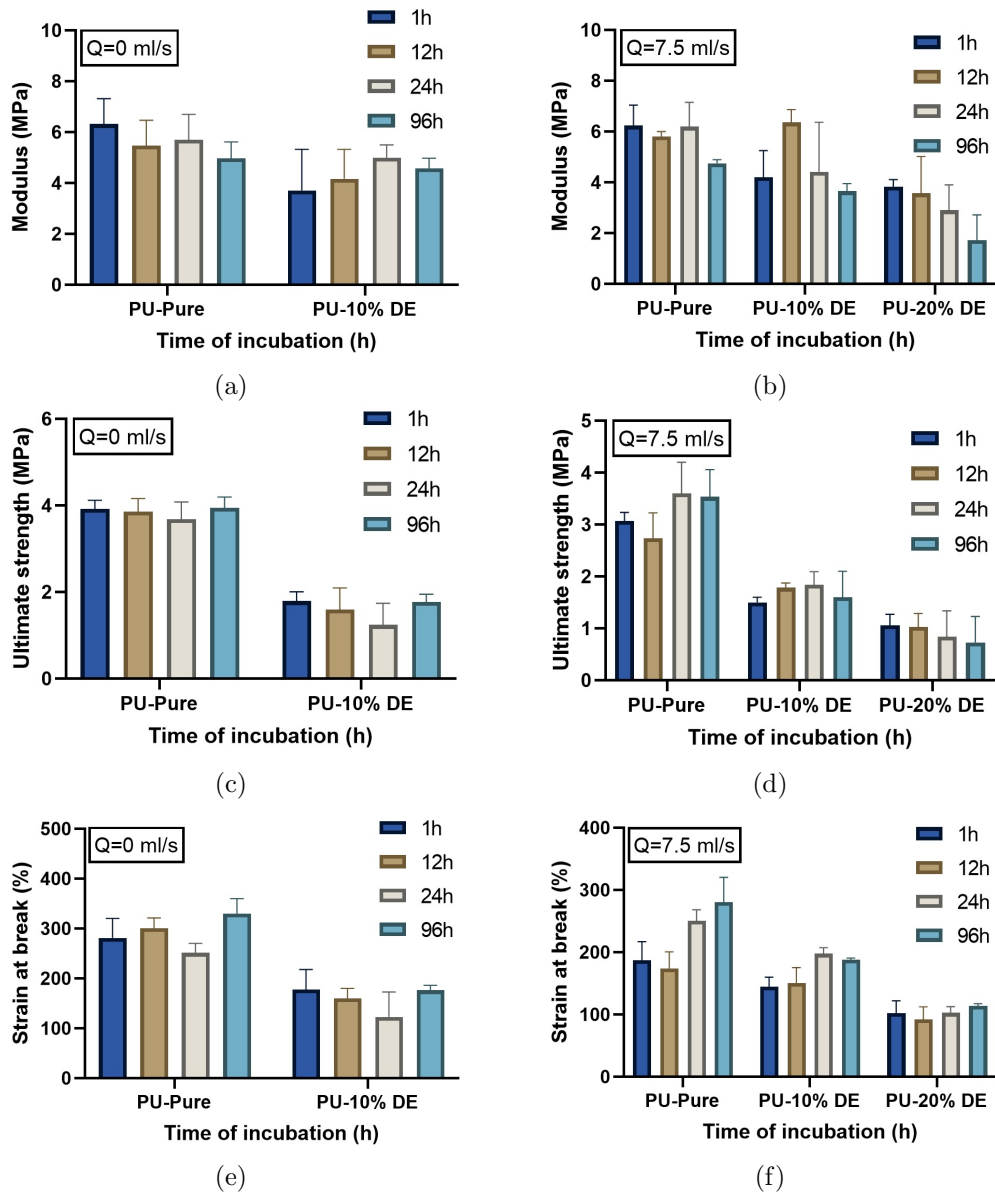 Q=0 ml/s
1h
12h
24h
96h
Modulus (MPa)
10
8
6
4
2
0
PU-Pure PU-10% DE
Time of incubation (h)
(a)
Q=7.5 ml/s
1h
12h
24h
96h
Modulus (MPa)
10
8
6
4
2
0
PU-Pure PU-10% DE PU-20% DE
Time of incubation (h)
(b)
Q=0 ml/s
1h
12h
24h
96h
Ultimate strength (MPa)
6
4
2
0
PU-Pure PU-10% DE
Time of incubation (h)
(c)
Q=7.5 ml/s
1h
12h
24h
96h
Ultimate strength (MPa)
5
4
3
2
1
0
PU-Pure PU-10% DE PU-20% DE
Time of incubation (h)
(d)
Q=0 ml/s
1h
12h
24h
96h
Strain at break (%)
500
400
300
200
100
0
PU-Pure PU-10% DE
Time of incubation (h)
(e)
Q=7.5 ml/s
1h
12h
24h
96h
Strain at break (%)
400
300
200
100
0
PU-Pure PU-10% DE PU-20% DE
Time of incubation (h)
(f)